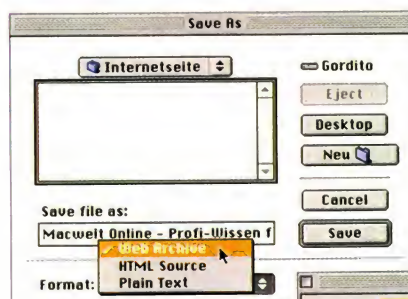 Save As
Internetseite
Gordito
Eject
Desktop
Neu
Cancel
Save file as:
Macwelt Online - Profi-Wissen f
Save
Web Archive
HTML Source
Format:
Plain Text